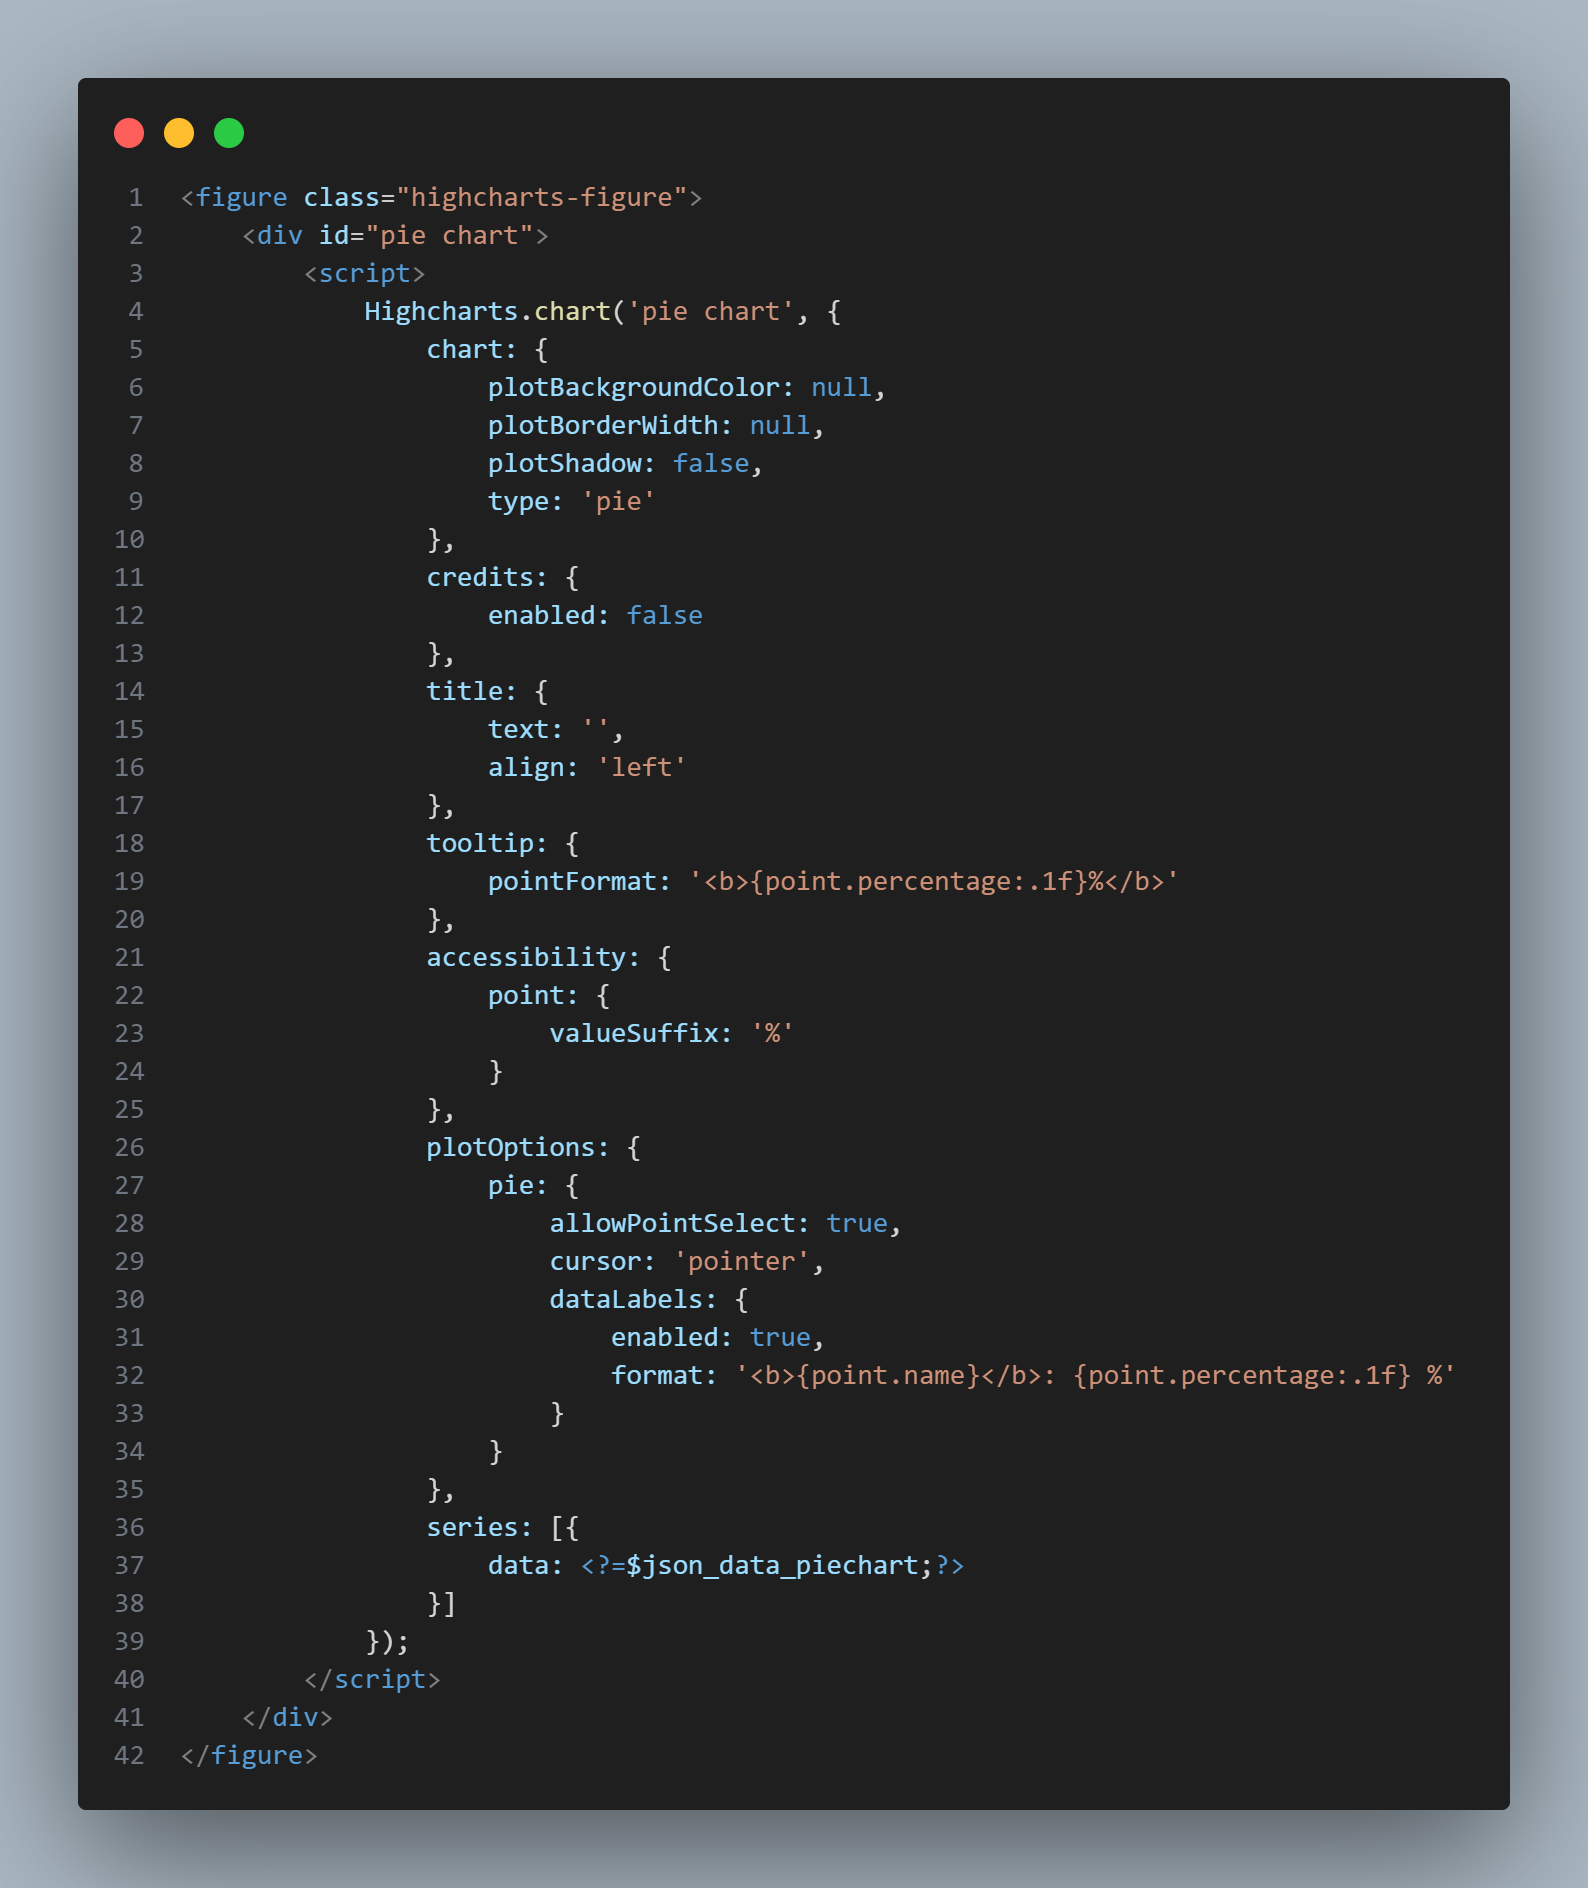 1 <figure class="highcharts-figure">
2     <div id="pie chart">
3         <script>
4             Highcharts.chart('pie chart', {
5                 chart: {
6                     plotBackgroundColor: null,
7                     plotBorderWidth: null,
8                     plotShadow: false,
9                     type: 'pie'
10                 },
11                 credits: {
12                     enabled: false
13                 },
14                 title: {
15                     text: '',
16                     align: 'left'
17                 },
18                 tooltip: {
19                     pointFormat: '<b>{point.percentage:.1f}%</b>'
20                 },
21                 accessibility: {
22                     point: {
23                         valueSuffix: '%'
24                     }
25                 },
26                 plotOptions: {
27                     pie: {
28                         allowPointSelect: true,
29                         cursor: 'pointer',
30                         dataLabels: {
31                             enabled: true,
32                             format: '<b>{point.name}</b>: {point.percentage:.1f} %'
33                         }
34                     }
35                 },
36                 series: [{
37                     data: <?=$json_data_piechart;?>
38                 }]
39             });
40         </script>
41     </div>
42 </figure>